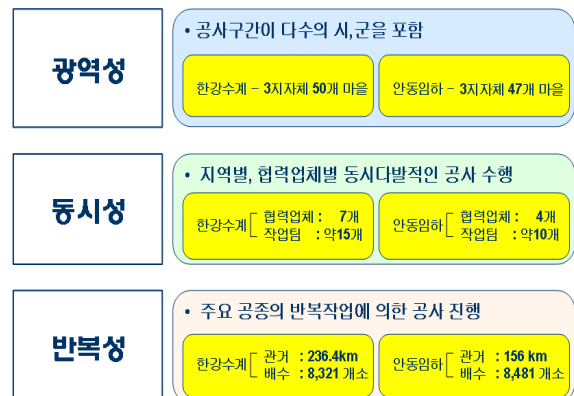 광역성
• 공사구간이 다수의 시,군을 포함
한강수계 – 3지자체 50개 마을
안동임하 – 3지자체 47개 마을
동시성
• 지역별, 협력업체별 동시다발적인 공사 수행
한강수계 협력업체 : 7개
작업팀 : 약15개
안동임하 협력업체 : 4개
작업팀 : 약10개
반복성
• 주요 공종의 반복작업에 의한 공사 진행
한강수계 관거 : 236.4km
배수 : 8,321 개소
안동임하 관거 : 156 km
배수 : 8,481 개소